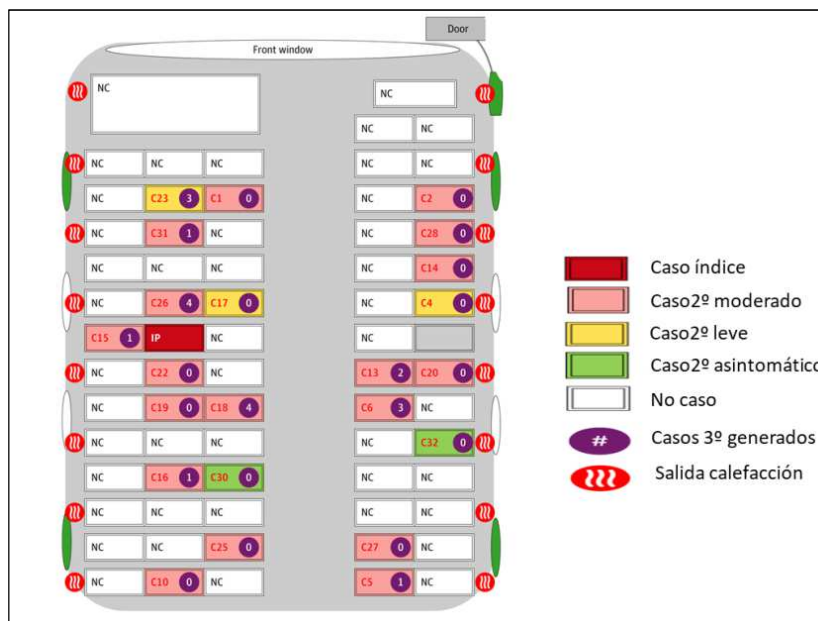 Door
Front window
NC NC
NC NC
NC NC NC NC NC
NC C23 3 C1 0 NC C2 0
NC C31 1 NC NC C28 0
NC NC NC NC C14 0
NC C26 4 C17 0 NC C4 0
C15 1 IP NC NC
NC C22 0 NC C13 2 C20 0
NC C19 0 C18 4 C6 3 NC
NC NC NC NC C32 0
NC C16 1 C30 0 NC NC
NC NC NC NC NC
NC NC C25 0 C27 0 NC
NC C10 0 NC C5 1 NC
Caso índice
Caso2º moderado
Caso2º leve
Caso2º asintomático
No caso
# Casos 3º generados
Salida calefacción